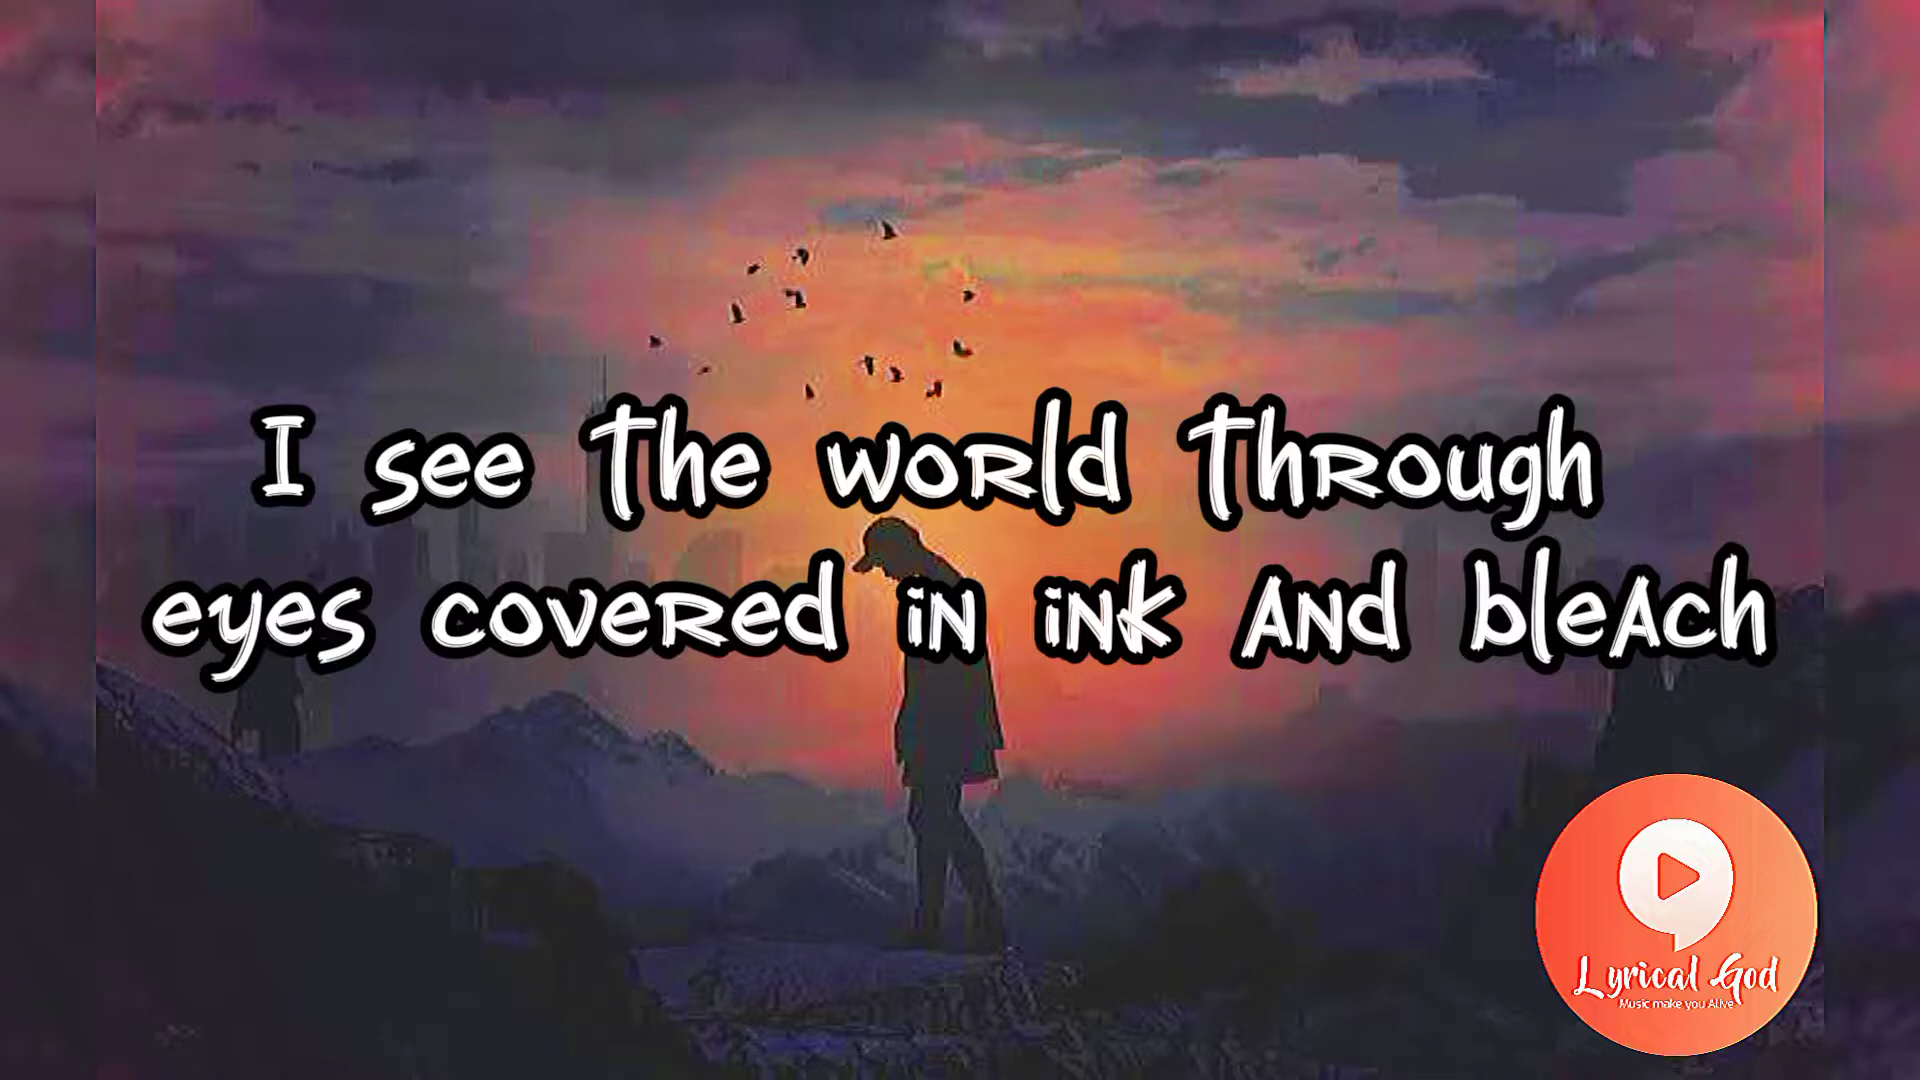 I see the world through
eyes covered in ink and bleach
Lyrical God
Music make you Alive